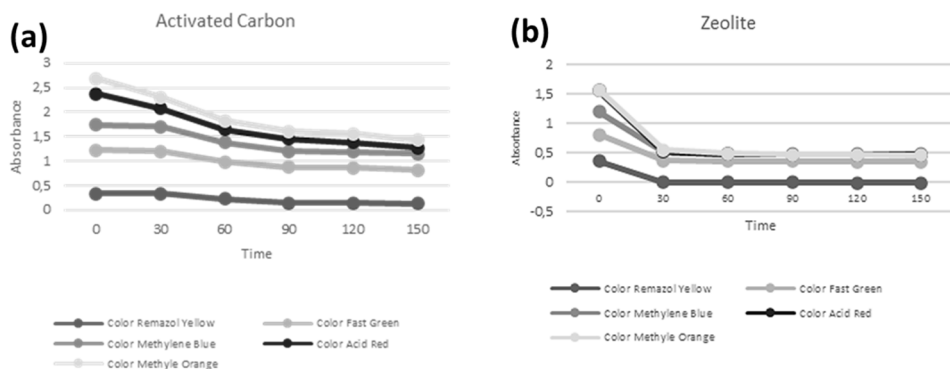 (a)
Activated Carbon
3
2,5
2
1,5
1
0,5
0
Absorbance
0 30 60 90 120 150
Time
Color Remazol Yellow Color Fast Green
Color Methylene Blue Color Acid Red
Color Methyle Orange
(b)
Zeolite
2
1,5
1
0,5
0
-0,5
Absorbance
0 30 60 90 120 150
Time
Color Remazol Yellow Color Fast Green
Color Methylene Blue Color Acid Red
Color Methyle Orange